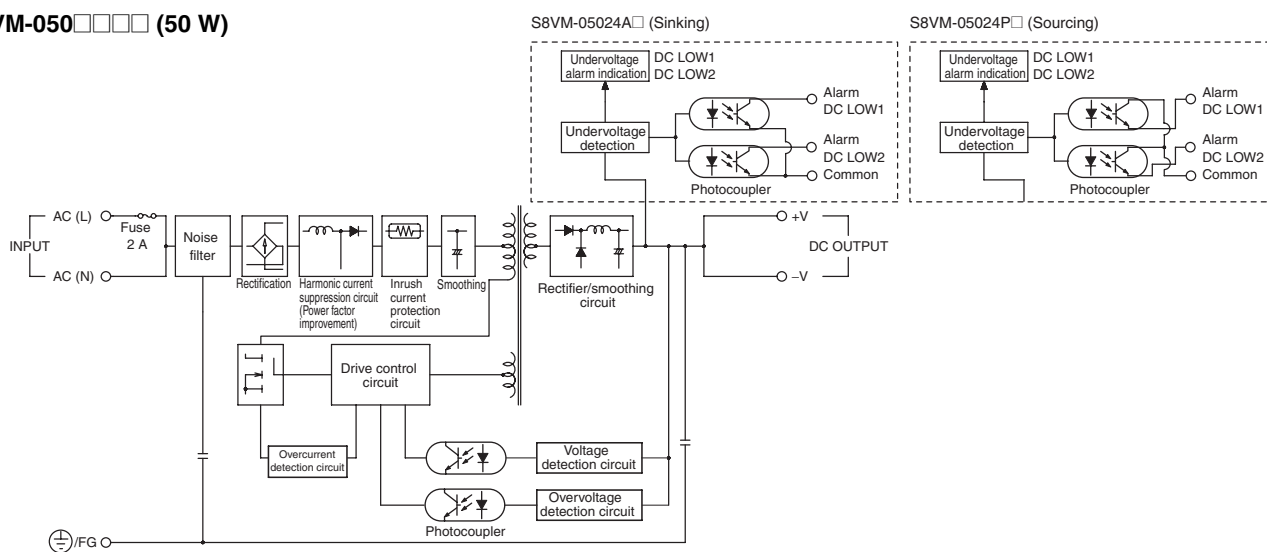 VM-050□□□□ (50 W)
S8VM-05024A□ (Sinking)
S8VM-05024P□ (Sourcing)
Undervoltage
alarm indication
DC LOW1
DC LOW2
Undervoltage
detection
Photocoupler
Alarm
DC LOW1
Alarm
DC LOW2
Common
Undervoltage
alarm indication
DC LOW1
DC LOW2
Undervoltage
detection
Photocoupler
Alarm
DC LOW1
Alarm
DC LOW2
Common
INPUT
AC (L)
AC (N)
Fuse
2 A
Noise
filter
Rectification
Harmonic current
suppression circuit
(Power factor
improvement)
Inrush
current
protection
circuit
Smoothing
Rectifier/smoothing
circuit
+V
DC OUTPUT
–V
Drive control
circuit
Overcurrent
detection circuit
Voltage
detection circuit
Overvoltage
detection circuit
Photocoupler
/FG